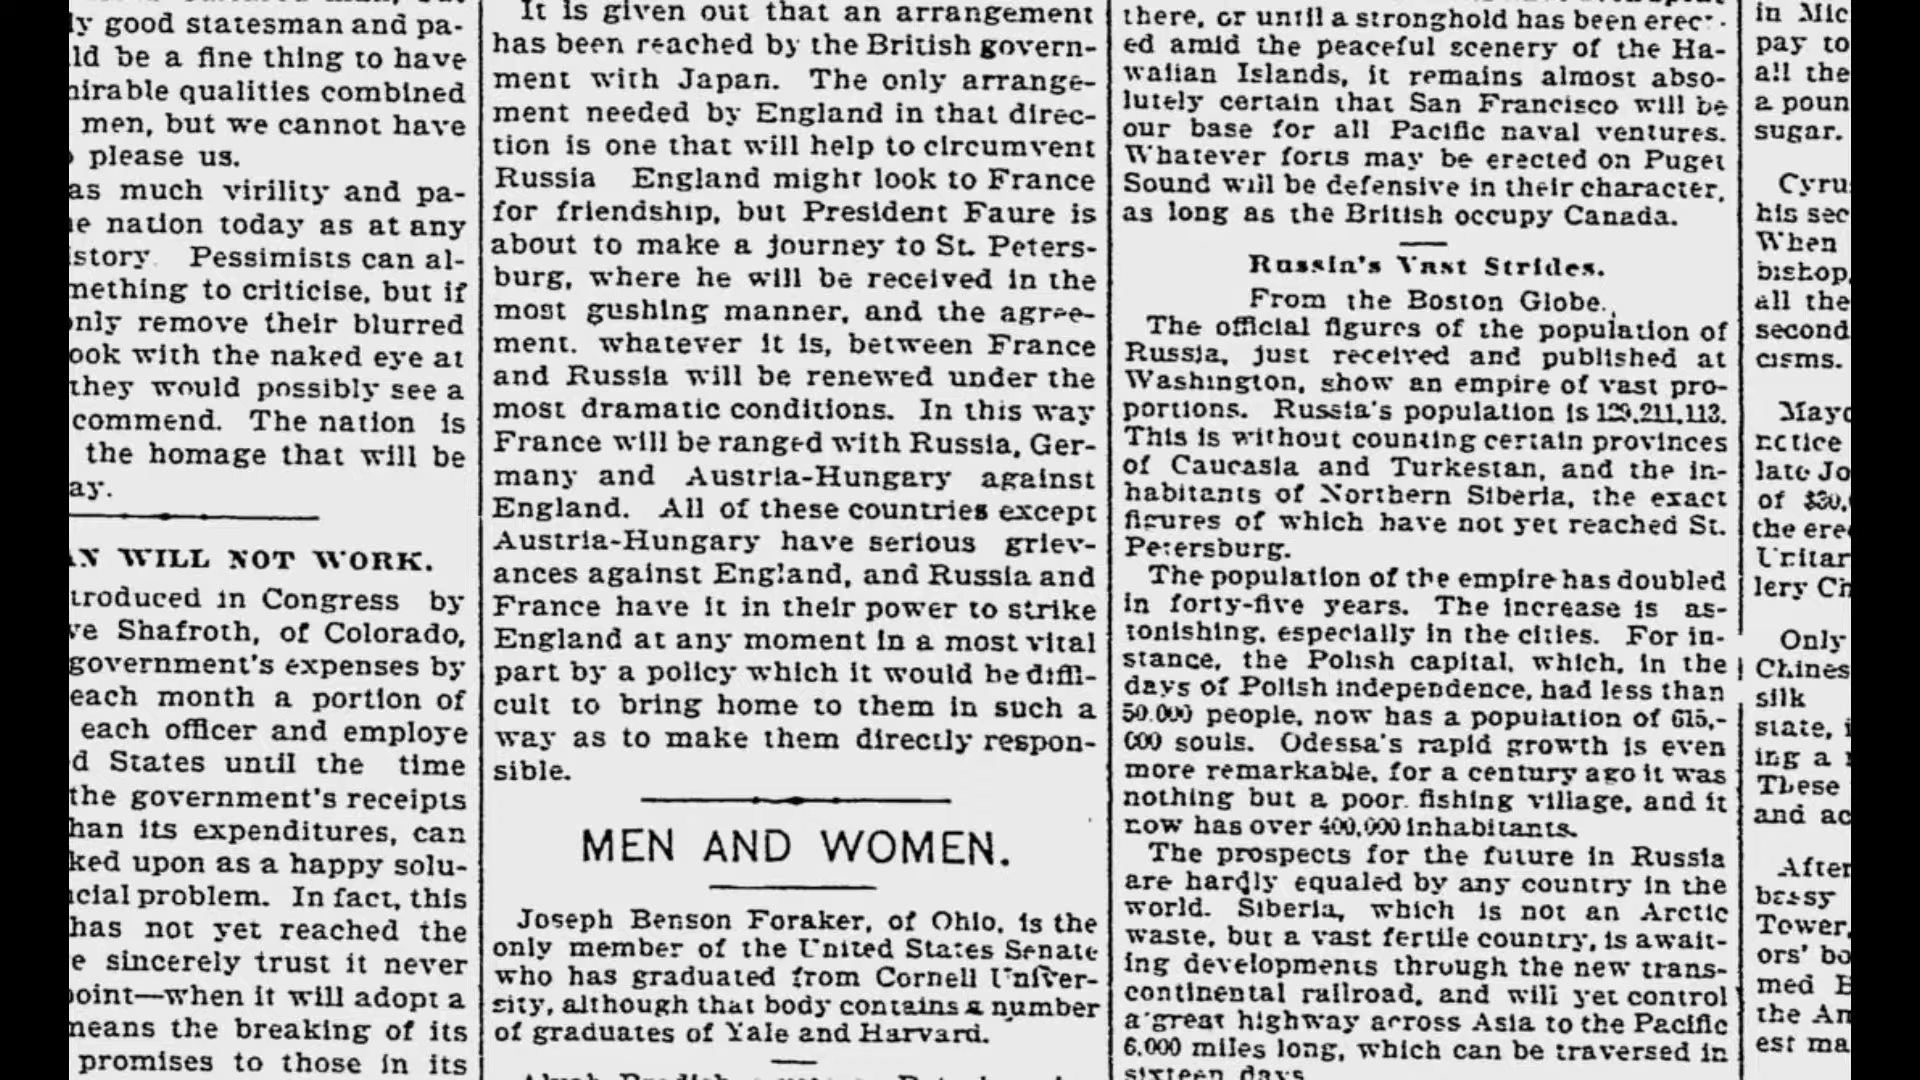 ly good statesman and pa-
ld be a fine thing to have
irable qualities combined
men, but we cannot have
please us.
as much virility and pa-
e nation today as at any
story. Pessimists can al-
mething to criticise, but if
only remove their blurred
ook with the naked eye at
they would possibly see a
commend. The nation is
the homage that will be
ay.
AN WILL NOT WORK.
troduced in Congress by
ve Shafroth, of Colorado,
government's expenses by
each month a portion of
each officer and employe
d States until the time
the government's receipts
han its expenditures, can
ked upon as a happy solu-
ncial problem. In fact, this
has not yet reached the
e sincerely trust it never
point—when it will adopt a
means the breaking of its
promises to those in its
It is given out that an arrangement
has been reached by the British govern-
ment with Japan. The only arrange-
ment needed by England in that direc-
tion is one that will help to circumvent
Russia England might look to France
for friendship, but President Faure is
about to make a journey to St. Peters-
burg, where he will be received in the
most gushing manner, and the agree-
ment. whatever it is, between France
and Russia will be renewed under the
most dramatic conditions. In this way
France will be ranged with Russia, Ger-
many and Austria-Hungary against
England. All of these countries except
Austria-Hungary have serious griev-
ances against England, and Russia and
France have it in their power to strike
England at any moment in a most vital
part by a policy which it would be diffi-
cult to bring home to them in such a
way as to make them directly respon-
sible.
MEN AND WOMEN.
Joseph Benson Foraker, of Ohio, is the
only member of the United States Senate
who has graduated from Cornell Univer-
sity, although that body contains a number
of graduates of Yale and Harvard.
there, or until a stronghold has been erect-
ed amid the peaceful scenery of the Ha-
waiian Islands, it remains almost abso-
lutely certain that San Francisco will be
our base for all Pacific naval ventures.
Whatever forts may be erected on Puget
Sound will be defensive in their character,
as long as the British occupy Canada.
Russia's Vast Strides.
From the Boston Globe.
The official figures of the population of
Russia, just received and published at
Washington, show an empire of vast pro-
portions. Russia's population is 129,211,113.
This is without counting certain provinces
of Caucasia and Turkestan, and the in-
habitants of Northern Siberia, the exact
figures of which have not yet reached St.
Petersburg.
The population of the empire has doubled
in forty-five years. The increase is as-
tonishing, especially in the cities. For in-
stance, the Polish capital, which, in the
days of Polish independence, had less than
50,000 people, now has a population of 615,-
000 souls. Odessa's rapid growth is even
more remarkable, for a century ago it was
nothing but a poor fishing village, and it
now has over 400,000 inhabitants.
The prospects for the future in Russia
are hardly equaled by any country in the
world. Siberia, which is not an Arctic
waste, but a vast fertile country, is await-
ing developments through the new trans-
continental railroad, and will yet control
a great highway across Asia to the Pacific
6,000 miles long, which can be traversed in
sixteen days
in Mic
pay to
all the
a poun
sugar.
Cyru
his sec
When
bishop,
all the
second
cisms.
Mayo
notice
late Jo
of $30,
the ere
Unitar
lery Ch
Only
Chines
silk
state, i
ing a
These
and ac
After
bassy
Tower,
ors' bo
med E
the Am
est ma